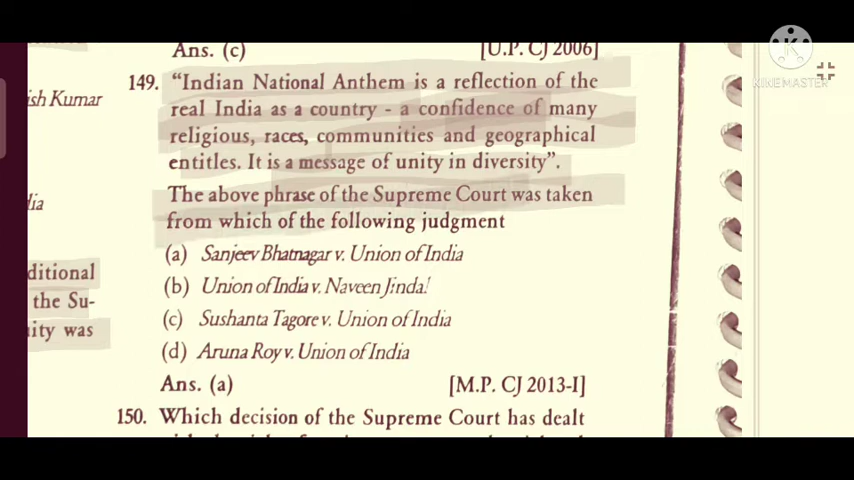 Ans. (c) [U.P. CJ 2006]
149. “Indian National Anthem is a reflection of the
real India as a country - a confidence of many
religious, races, communities and geographical
entitles. It is a message of unity in diversity”.
The above phrase of the Supreme Court was taken
from which of the following judgment
(a) Sanjeev Bhatnagar v. Union of India
(b) Union of India v. Naveen Jindal
(c) Sushanta Tagore v. Union of India
(d) Aruna Roy v. Union of India
Ans. (a) [M.P. CJ 2013-I]
150. Which decision of the Supreme Court has dealt
ish Kumar
dia
ditional
the Su-
nity was
KINEMASTER